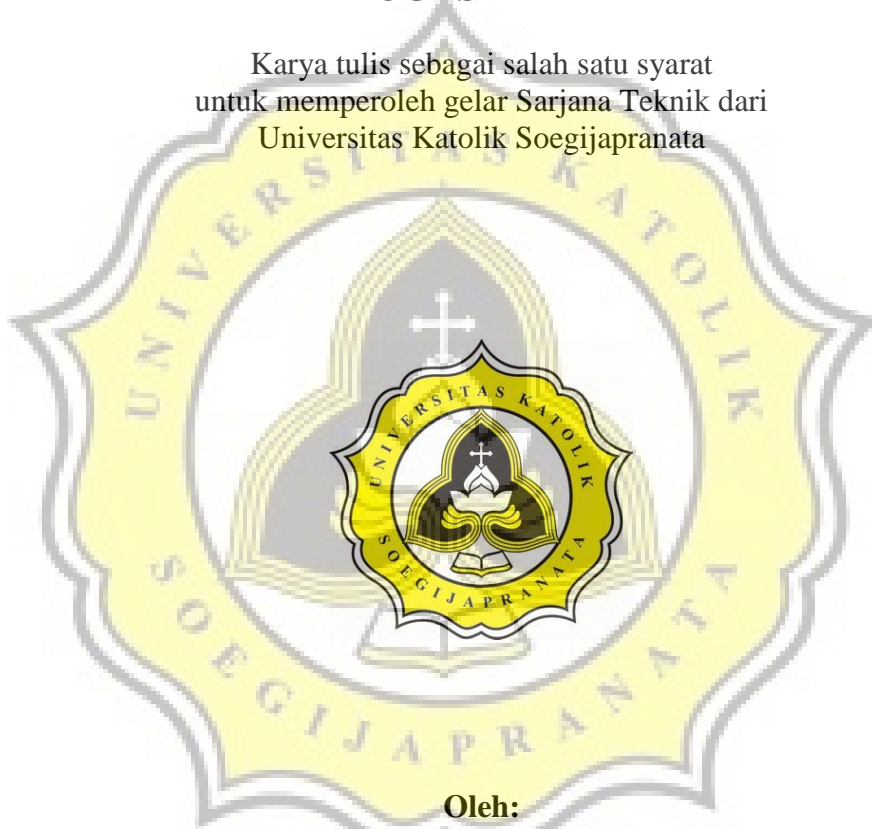 Karya tulis sebagai salah satu syarat
untuk memperoleh gelar Sarjana Teknik dari
Universitas Katolik Soegijapranata
UNIVERSITAS KATOLIK
SOEGIJAPRANATA
UNIVERSITAS KATOLIK
SOEGIJAPRANATA
Oleh: